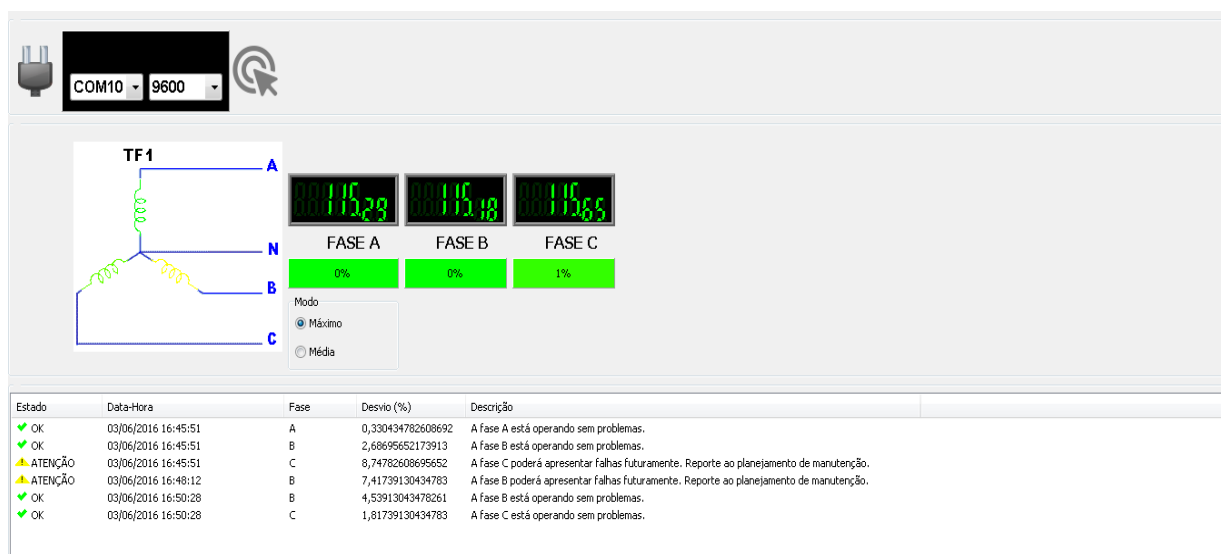 COM10 9600
TF1
A
N
B
C
115,29 115,18 115,65
FASE A FASE B FASE C
0% 0% 1%
Modo
Máximo
Média
Estado Data-Hora Fase Desvio (%) Descrição
OK 03/06/2016 16:45:51 A 0,330434782608692 A fase A está operando sem problemas.
OK 03/06/2016 16:45:51 B 2,68695652173913 A fase B está operando sem problemas.
ATENÇÃO 03/06/2016 16:45:51 C 8,74782608695652 A fase C poderá apresentar falhas futuramente. Reporte ao planejamento de manutenção.
ATENÇÃO 03/06/2016 16:48:12 B 7,41739130434783 A fase B poderá apresentar falhas futuramente. Reporte ao planejamento de manutenção.
OK 03/06/2016 16:50:28 B 4,53913043478261 A fase B está operando sem problemas.
OK 03/06/2016 16:50:28 C 1,81739130434783 A fase C está operando sem problemas.